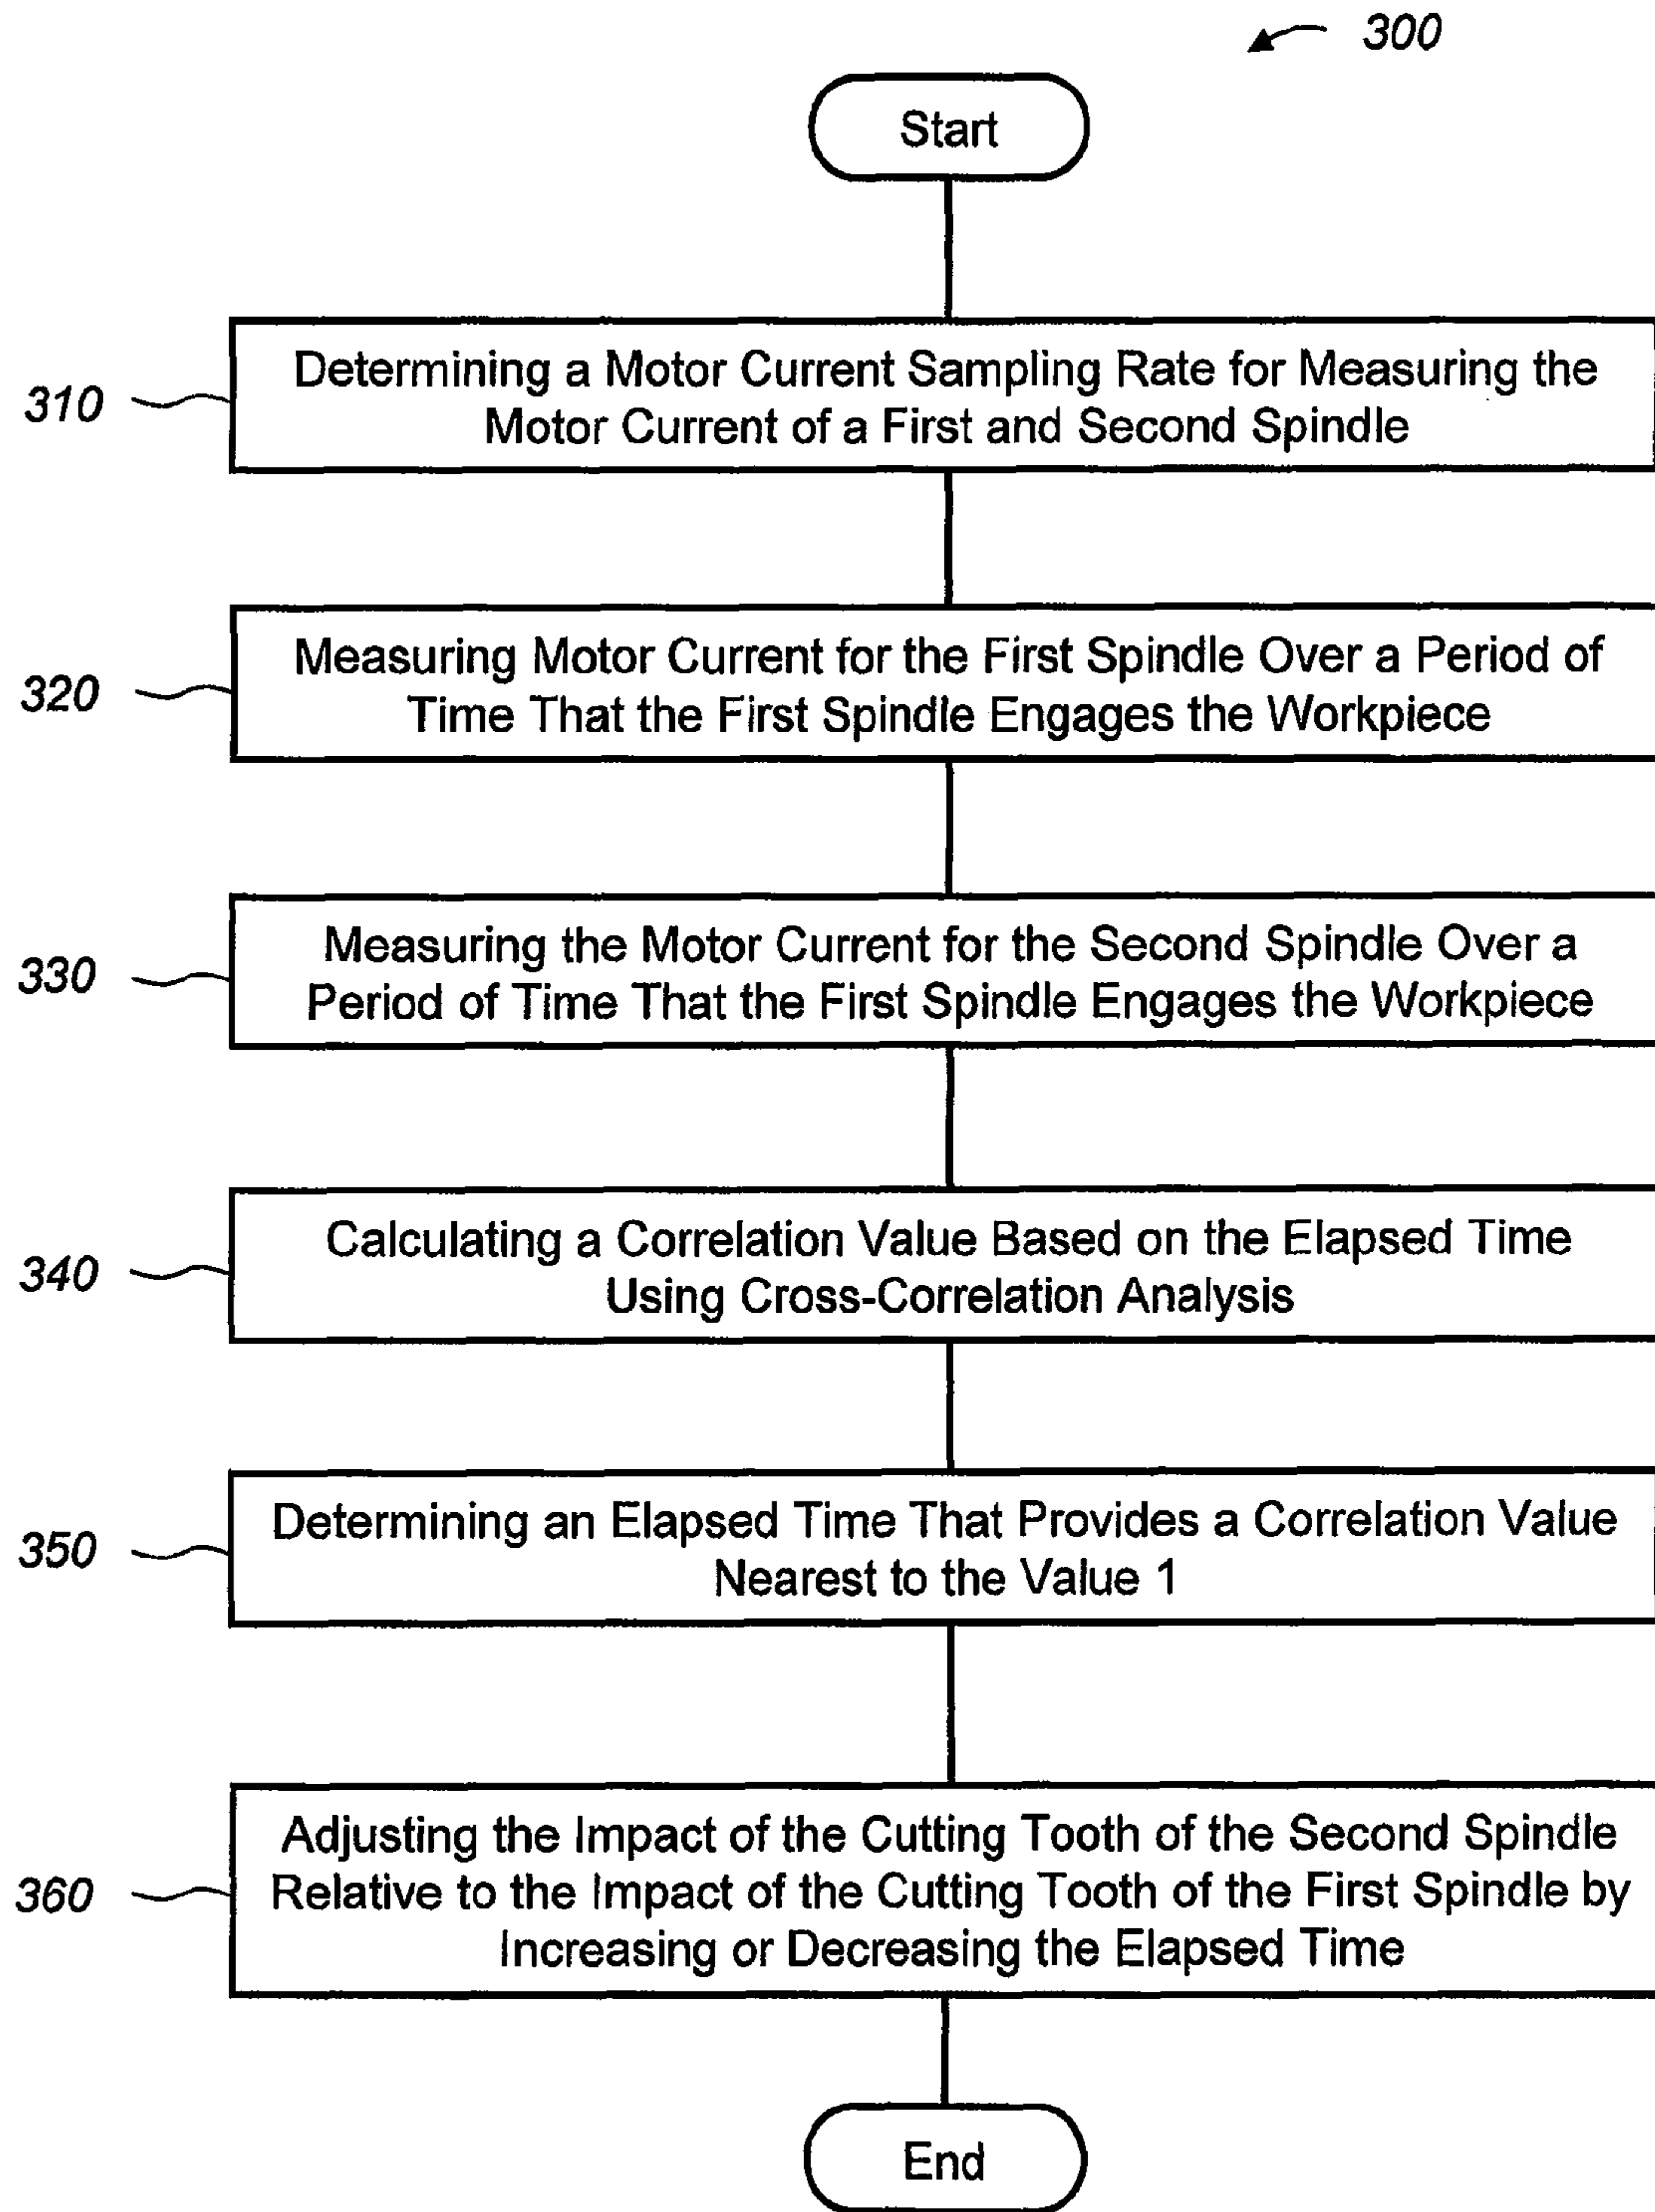 300
Start
310
Determining a Motor Current Sampling Rate for Measuring the
Motor Current of a First and Second Spindle
320
Measuring Motor Current for the First Spindle Over a Period of
Time That the First Spindle Engages the Workpiece
330
Measuring the Motor Current for the Second Spindle Over a
Period of Time That the First Spindle Engages the Workpiece
340
Calculating a Correlation Value Based on the Elapsed Time
Using Cross-Correlation Analysis
350
Determining an Elapsed Time That Provides a Correlation Value
Nearest to the Value 1
360
Adjusting the Impact of the Cutting Tooth of the Second Spindle
Relative to the Impact of the Cutting Tooth of the First Spindle by
Increasing or Decreasing the Elapsed Time
End